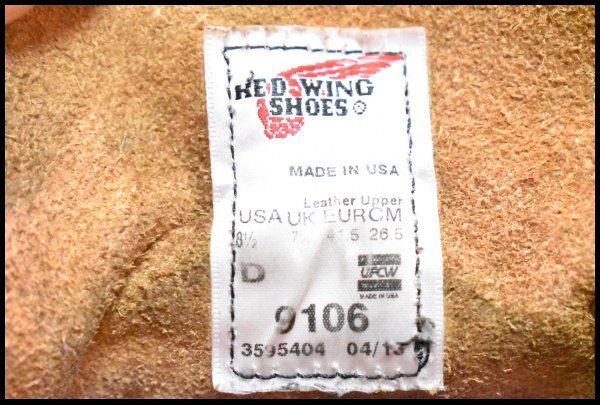 RED WING
SHOES ®
MADE IN USA
Leather Upper
USA UK EUR CM
8½ 7½ 41.5 26.5
D
UFCW
MADE IN USA
9106
3595404 04/13